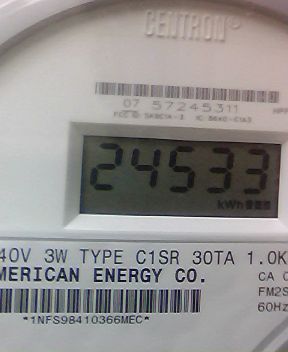 CENTRON®
07 57245311
24533
kWh
40V 3W TYPE C1SR 30TA 1.0K
MERICAN ENERGY CO.
CA
FM2S
60Hz
*1NFS98410366MEC*